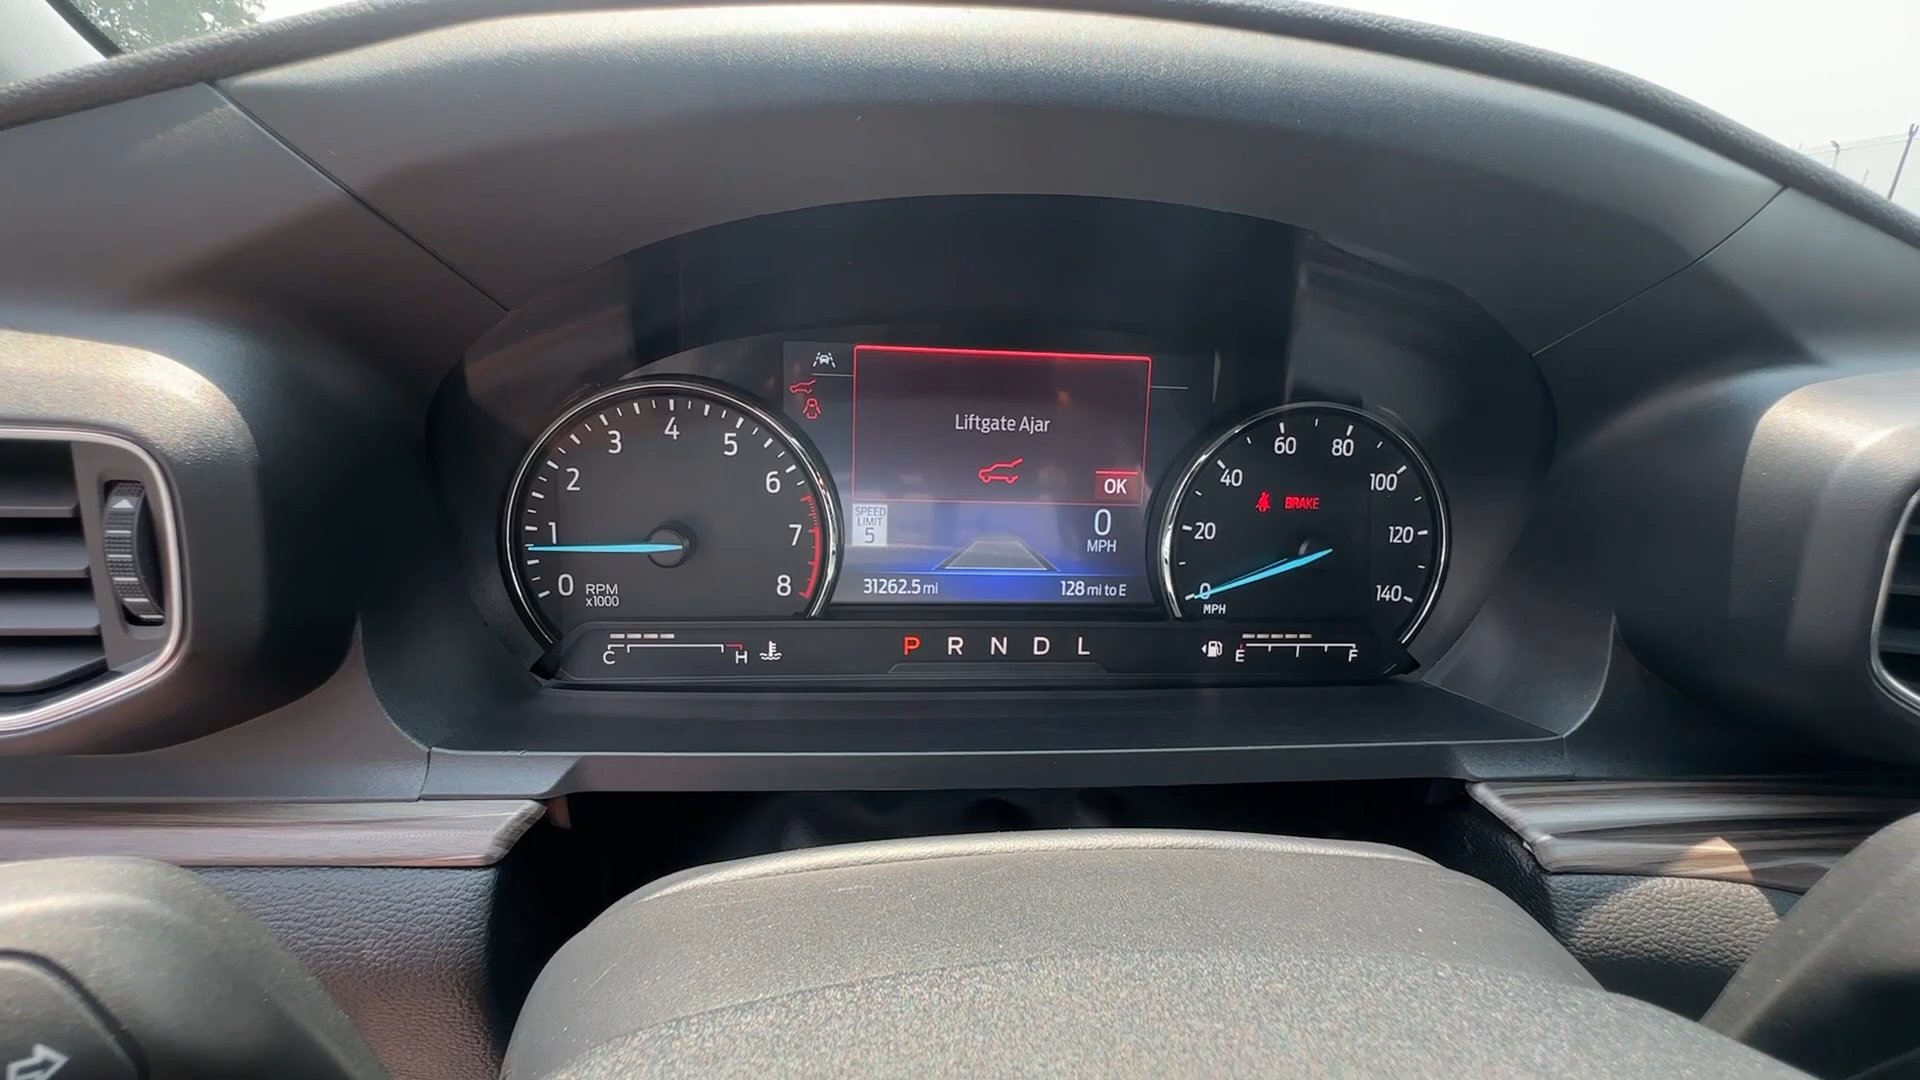 Liftgate Ajar
OK
SPEED
LIMIT
5
0
MPH
31262.5 mi
128 mi to E
0
1
2
3
4
5
6
7
8
RPM
x1000
0
20
40
60
80
100
120
140
MPH
BRAKE
C
H
P R N D L
E
F